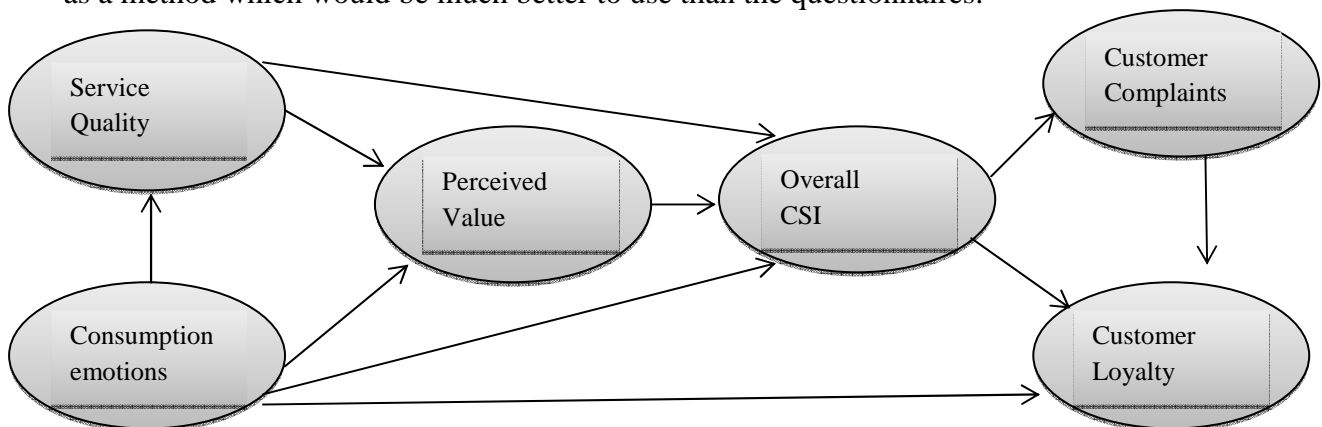 as a method which would be much better to use than the questionnaires.
Service
Quality
Customer
Complaints
Perceived
Value
Overall
CSI
Consumption
emotions
Customer
Loyalty